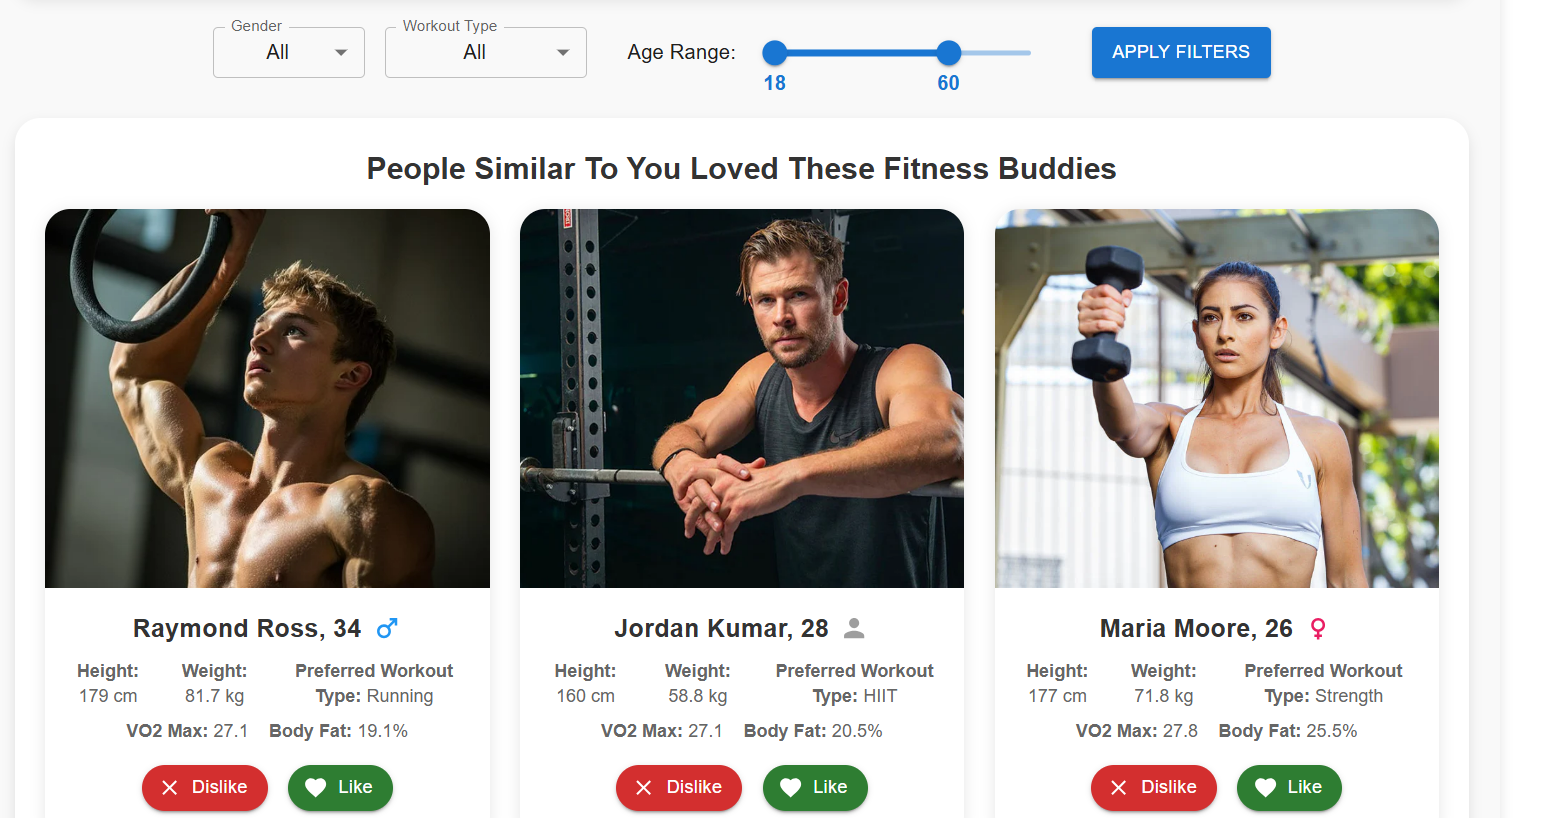 Gender
Workout Type
All
All
Age Range:
18
60
APPLY FILTERS
People Similar To You Loved These Fitness Buddies
Raymond Ross, 34
Height:
179 cm
Weight:
81.7 kg
Preferred Workout
Type: Running
VO2 Max: 27.1
Body Fat: 19.1%
Dislike
Like
Jordan Kumar, 28
Height:
160 cm
Weight:
58.8 kg
Preferred Workout
Type: HIIT
VO2 Max: 27.1
Body Fat: 20.5%
Dislike
Like
Maria Moore, 26
Height:
177 cm
Weight:
71.8 kg
Preferred Workout
Type: Strength
VO2 Max: 27.8
Body Fat: 25.5%
Dislike
Like